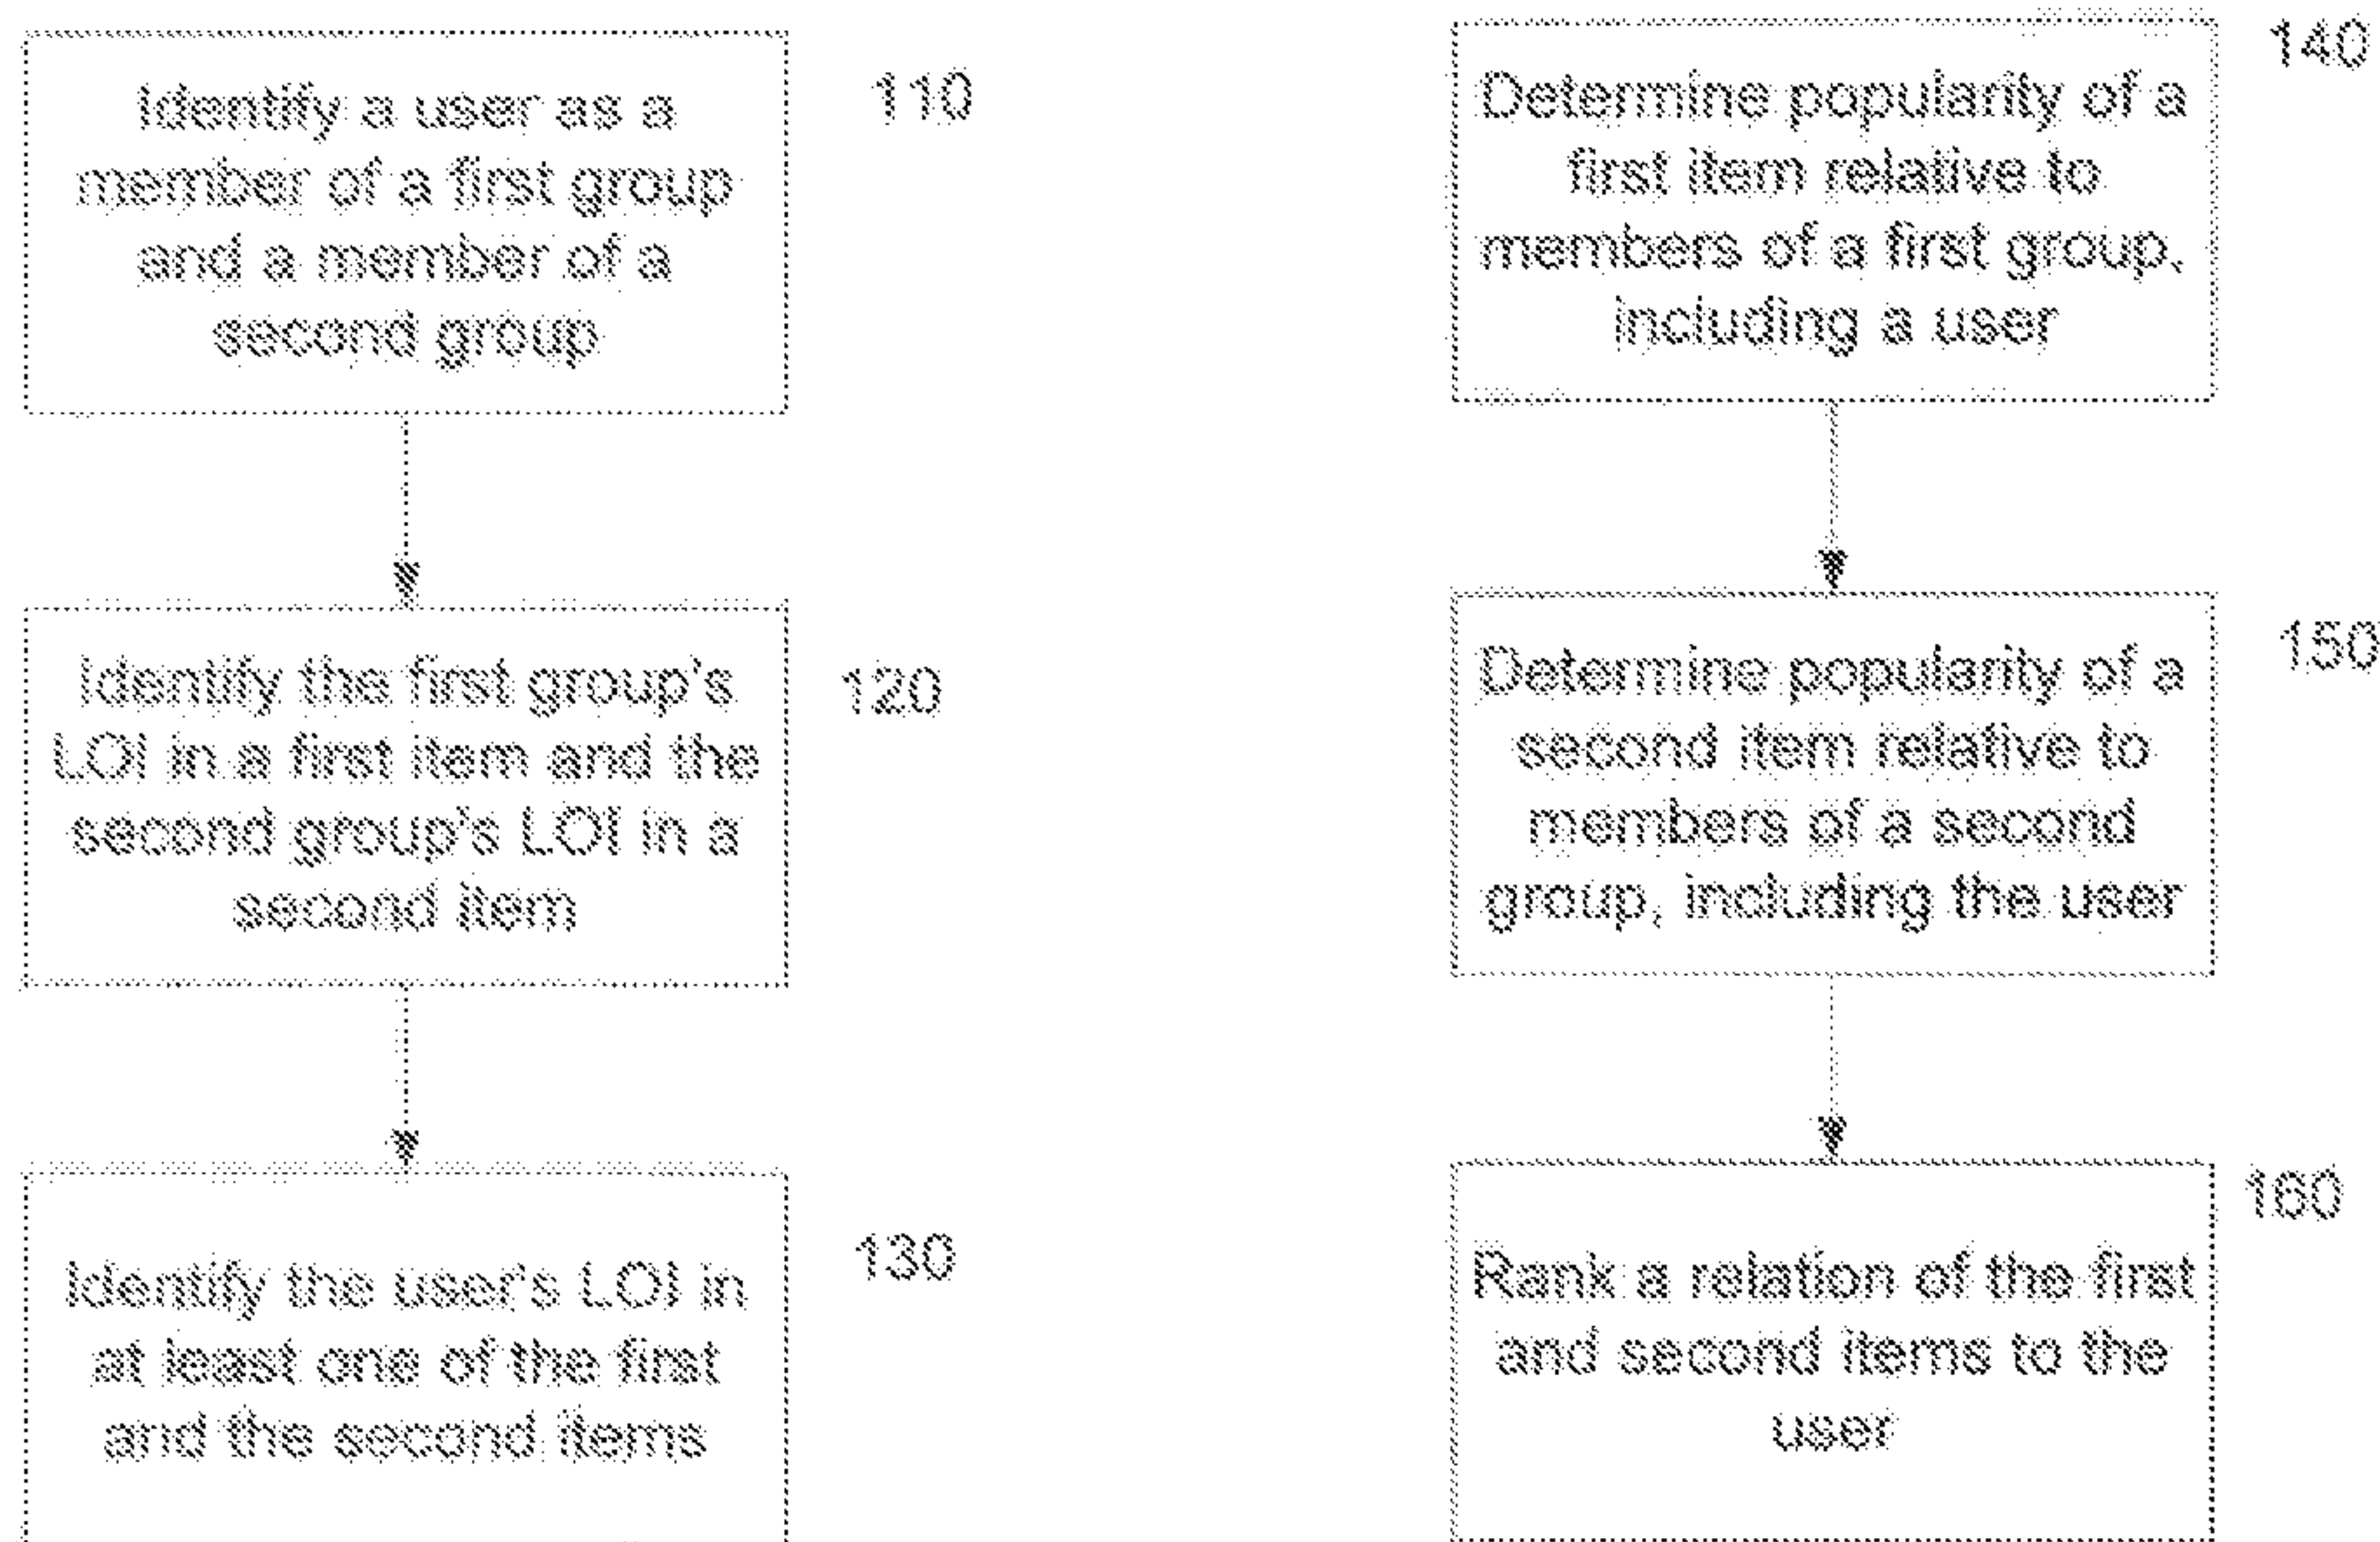 Identify a user as a
member of a first group
and a member of a
second group
110
Identify the first group's
LOI in a first item and the
second group's LOI in a
second item
120
Identify the user's LOI in
at least one of the first
and the second items
130
Determine popularity of a
first item relative to
members of a first group,
including a user
140
Determine popularity of a
second item relative to
members of a second
group, including the user
150
Rank a relation of the first
and second items to the
user
160